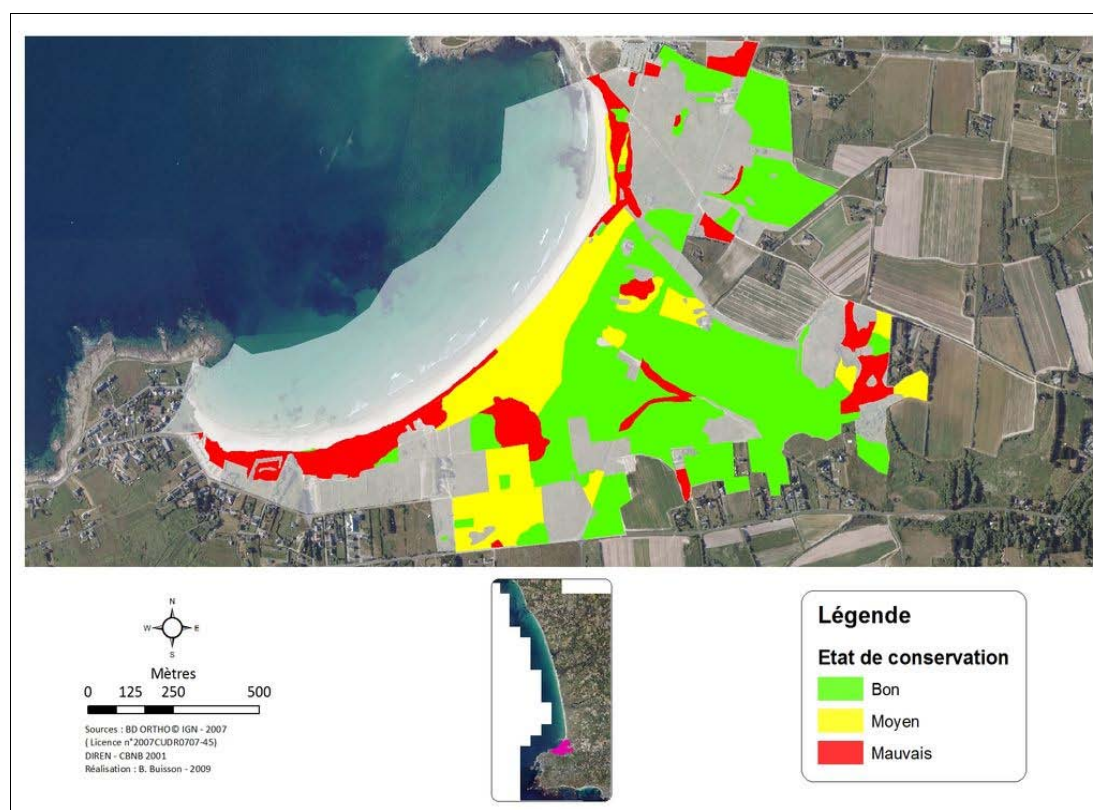 N
W E
S
Mètres
0 125 250 500
Sources : BD ORTHO© IGN - 2007
( Licence n°2007CUDR0707-45)
DIREN - CBNB 2001
Réalisation : B. Buisson - 2009
Légende
Etat de conservation
Bon
Moyen
Mauvais